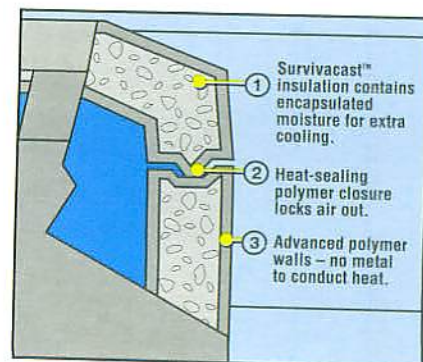 1 Survivacast™
insulation contains
encapsulated
moisture for extra
cooling.
2 Heat-sealing
polymer closure
locks air out.
3 Advanced polymer
walls – no metal
to conduct heat.